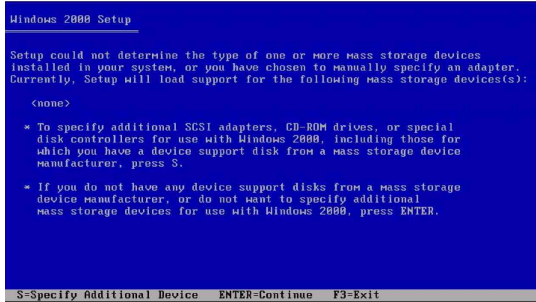 Windows 2000 Setup
Setup could not determine the type of one or more mass storage devices
installed in your system, or you have chosen to manually specify an adapter.
Currently, Setup will load support for the following mass storage devices(s):
<none>
* To specify additional SCSI adapters, CD-ROM drives, or special
disk controllers for use with Windows 2000, including those for
which you have a device support disk from a mass storage device
manufacturer, press S.
* If you do not have any device support disks from a mass storage
device manufacturer, or do not want to specify additional
mass storage devices for use with Windows 2000, press ENTER.
S=Specify Additional Device ENTER=Continue F3=Exit